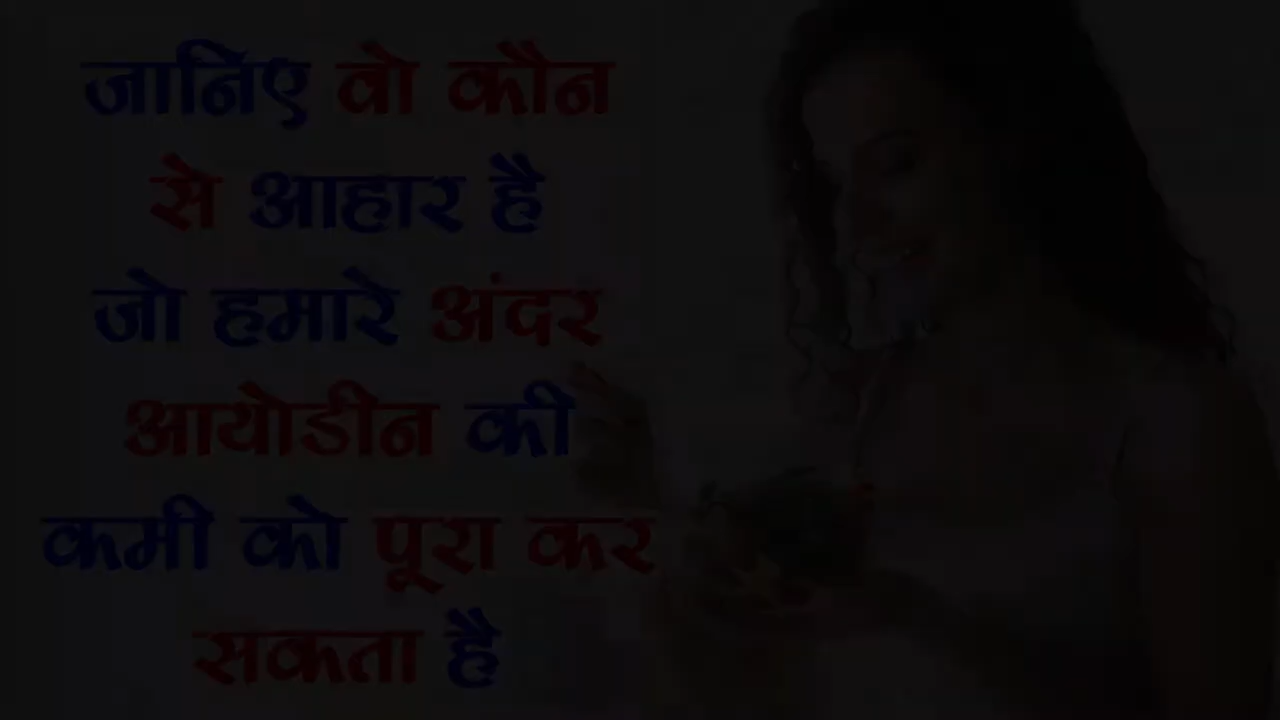 जानिए वो कौन
से आहार है
जो हमारे अंदर
आयोडीन की
कमी को पूरा कर
सकता है